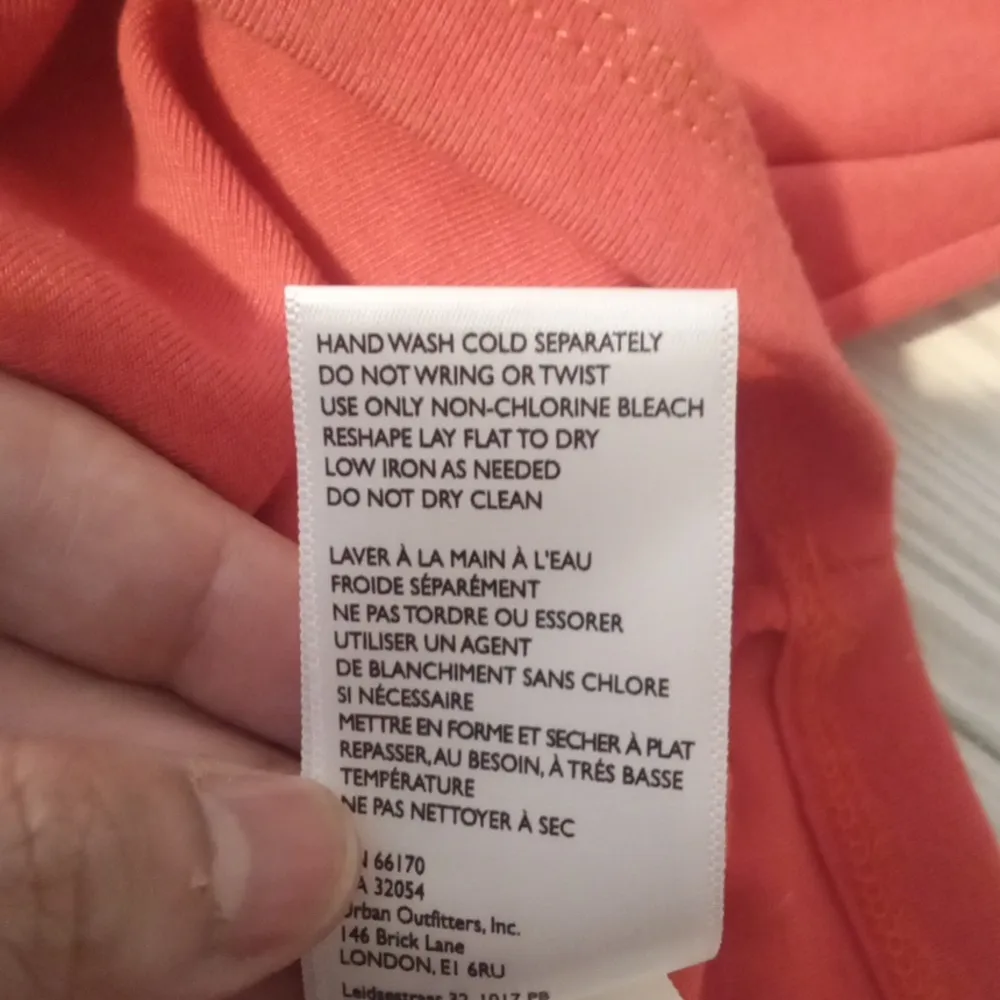 HAND WASH COLD SEPARATELY
DO NOT WRING OR TWIST
USE ONLY NON-CHLORINE BLEACH
RESHAPE LAY FLAT TO DRY
LOW IRON AS NEEDED
DO NOT DRY CLEAN
LAVER À LA MAIN À L'EAU
FROIDE SÉPARÉMENT
NE PAS TORDRE OU ESSORER
UTILISER UN AGENT
DE BLANCHIMENT SANS CHLORE
SI NÉCESSAIRE
METTRE EN FORME ET SECHER À PLAT
REPASSER, AU BESOIN, À TRÉS BASSE
TEMPÉRATURE
NE PAS NETTOYER À SEC
66170
A 32054
Urban Outfitters, Inc.
146 Brick Lane
LONDON, E1 6RU
32, 1017